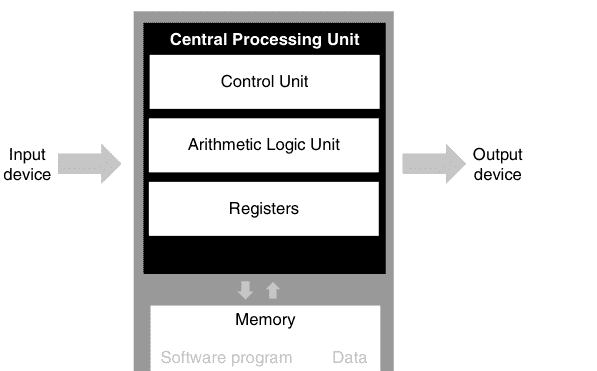 Central Processing Unit
Control Unit
Arithmetic Logic Unit
Input
device
Output
device
Registers
Memory
Software program Data